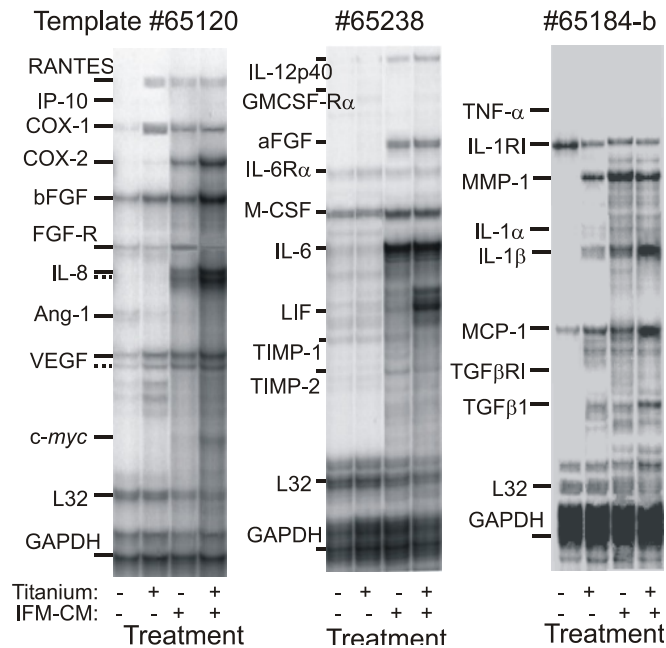 Template #65120
RANTES
IP-10
COX-1
COX-2
bFGF
FGF-R
IL-8
Ang-1
VEGF
c-myc
L32
GAPDH
Titanium: - + - +
IFM-CM: - - + +
Treatment
#65238
IL-12p40
GMCSF-Rα
aFGF
IL-6Rα
M-CSF
IL-6
LIF
TIMP-1
TIMP-2
L32
GAPDH
- + - +
- - + +
Treatment
#65184-b
TNF-α
IL-1RI
MMP-1
IL-1α
IL-1β
MCP-1
TGFβRI
TGFβ1
L32
GAPDH
- + - +
- - + +
Treatment